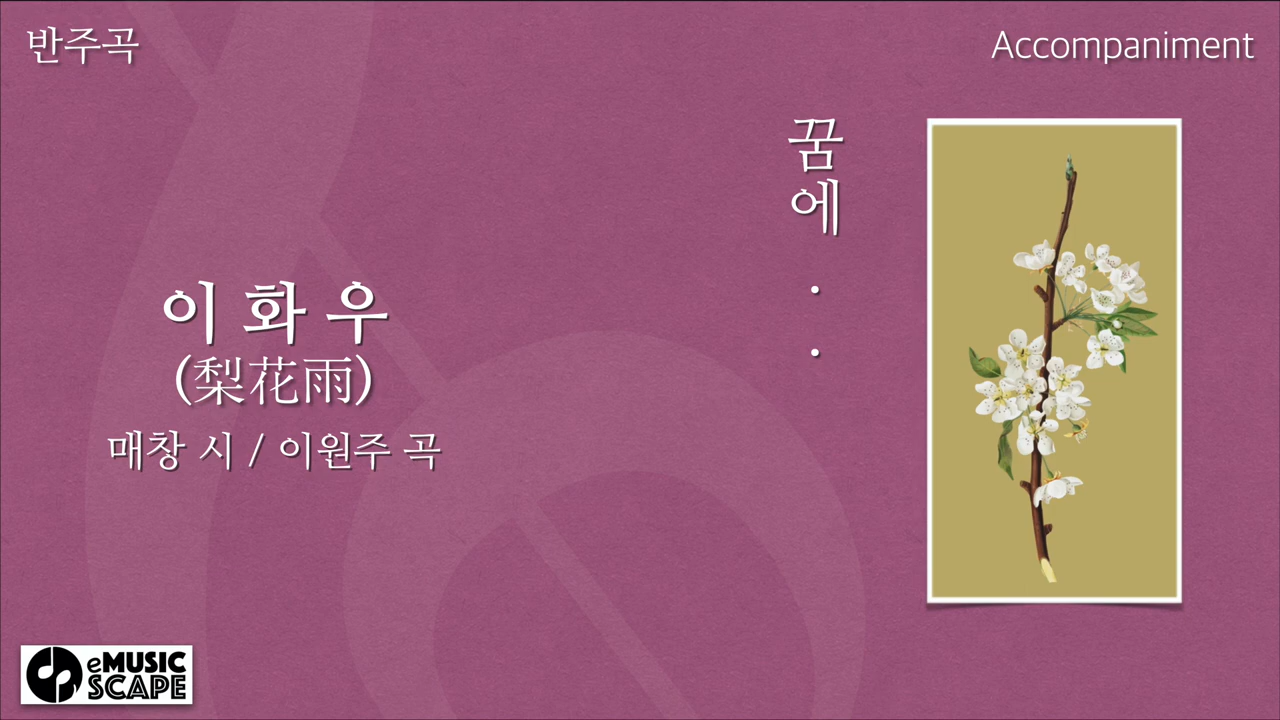 반주곡
Accompaniment
꿈에 . .
이 화 우
(梨花雨)
매창 시 / 이원주 곡
eMUSIC
SCAPE